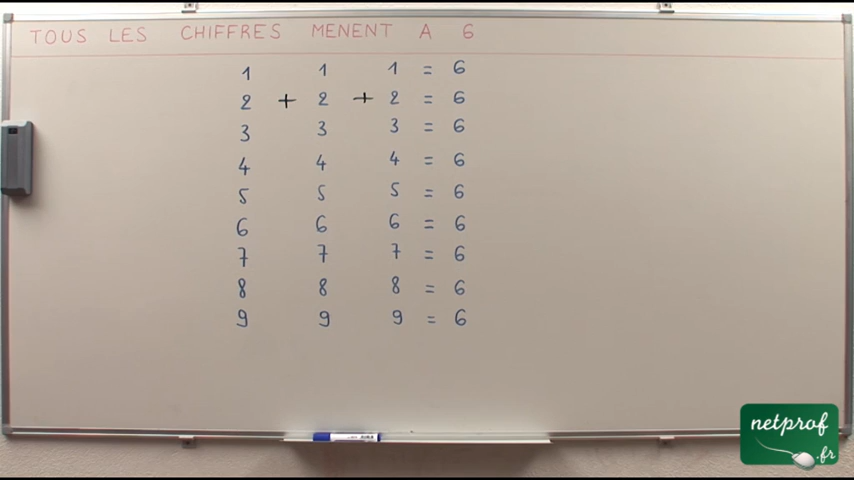 TOUS LES CHIFFRES MENENT A 6
1 1 1 = 6
2 + 2 + 2 = 6
3 3 3 = 6
4 4 4 = 6
5 5 5 = 6
6 6 6 = 6
7 7 7 = 6
8 8 8 = 6
9 9 9 = 6
netprof
.fr